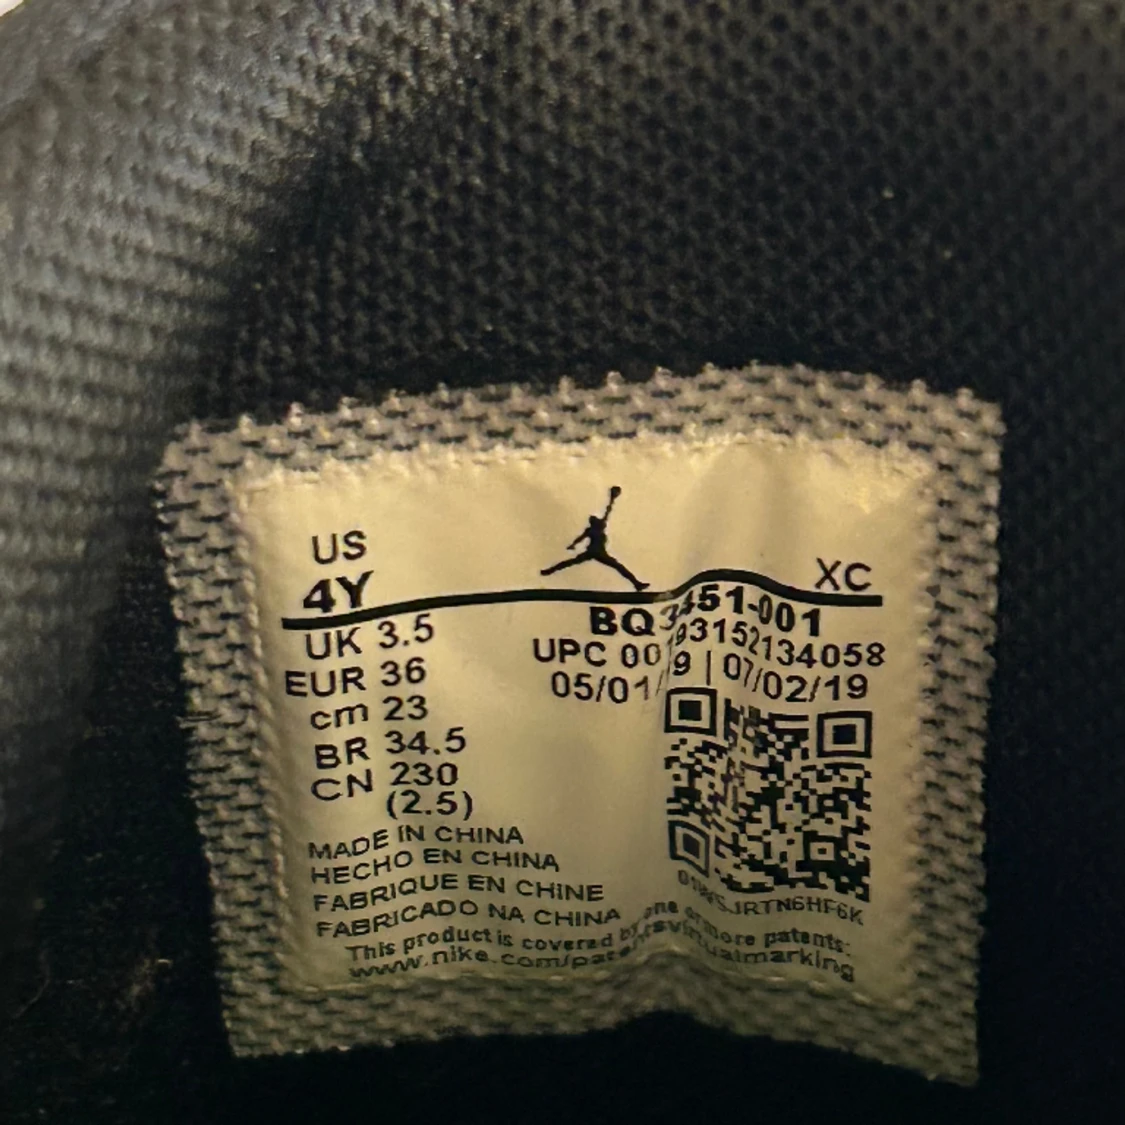 US
4Y
XC
UK 3.5
EUR 36
cm 23
BR 34.5
CN 230
(2.5)
BQ3451-001
UPC 00193152134058
05/01/19 | 07/02/19
MADE IN CHINA
HECHO EN CHINA
FABRIQUE EN CHINE
FABRICADO NA CHINA
This product is covered by one or more patents:
www.nike.com/patentsvirtualmarking